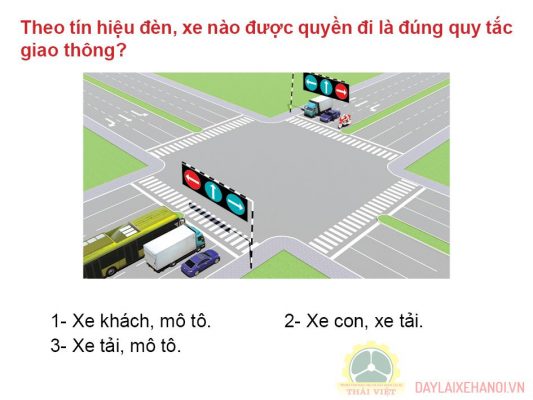 Theo tín hiệu đèn, xe nào được quyền đi là đúng quy tắc
giao thông?
1- Xe khách, mô tô. 2- Xe con, xe tải.
3- Xe tải, mô tô.
THÁI VIỆT
DAYLAIXEHANOI.VN